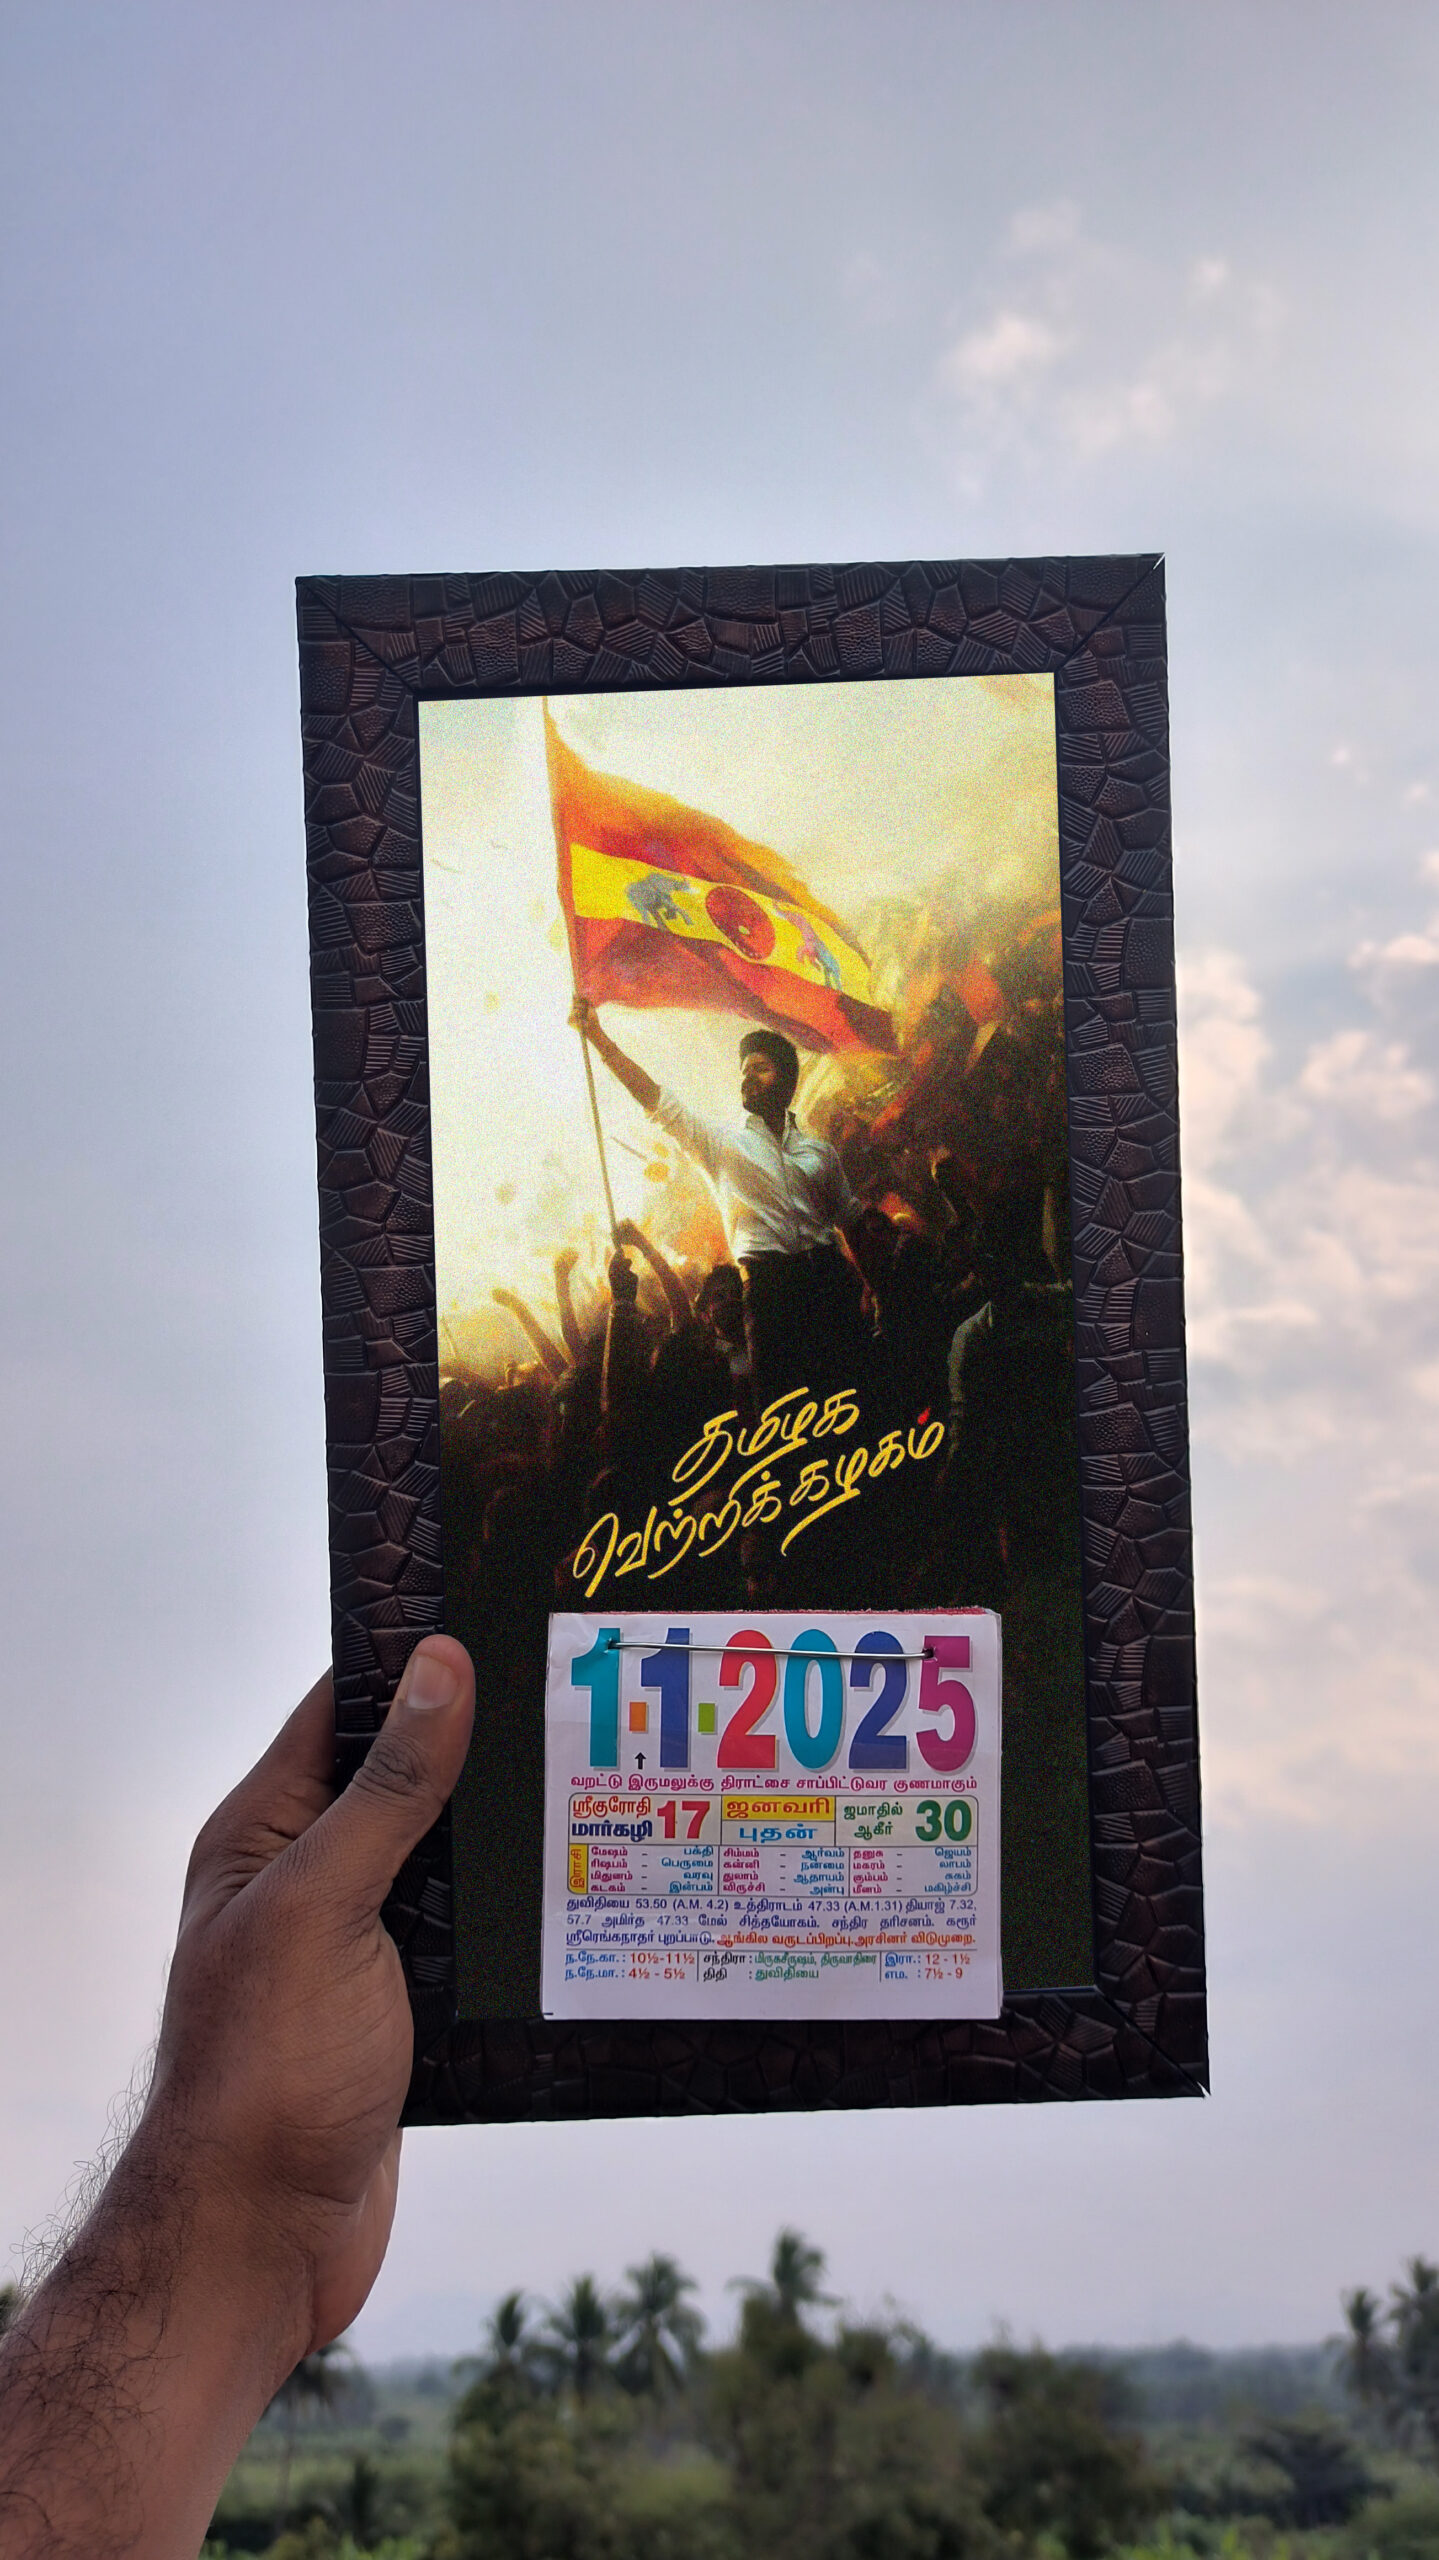 தமிழக
வெற்றிக் கழகம்
1·1·2025
வறட்டு இருமலுக்கு திராட்சை சாப்பிட்டுவர குணமாகும்
ஸ்ரீகுரோதி மார்கழி 17 ஜனவரி புதன் ஜமாதில் ஆகீர் 30
இராசி
மேஷம் - பக்தி சிம்மம் - ஆர்வம் தனுசு - ஜெயம்
ரிஷபம் - பெருமை கன்னி - நன்மை மகரம் - லாபம்
மிதுனம் - வரவு துலாம் - ஆதாயம் கும்பம் - சுகம்
கடகம் - இன்பம் விருச்சி - அன்பு மீனம் - மகிழ்ச்சி
துவிதியை 53.50 (A.M. 4.2) உத்திராடம் 47.33 (A.M.1.31) தியாஜ் 7.32,
57.7 அமிர்த 47.33 மேல் சித்தயோகம். சந்திர தரிசனம். கரூர்
ஸ்ரீரெங்கநாதர் புறப்பாடு. ஆங்கில வருடப்பிறப்பு. அரசினர் விடுமுறை.
ந.நே.கா. : 10½-11½ சந்திரா : மிருகசீருஷம், திருவாதிரை இரா. : 12 - 1½
ந.நே.மா. : 4½ - 5½ திதி : துவிதியை எம. : 7½ - 9